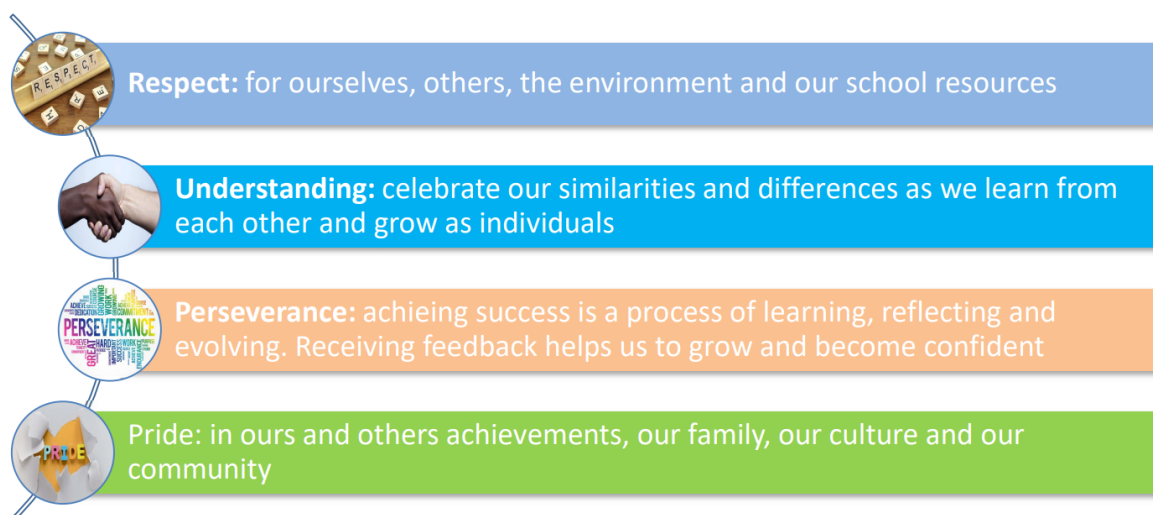 RESPECT
Respect: for ourselves, others, the environment and our school resources
Understanding: celebrate our similarities and differences as we learn from
each other and grow as individuals
PERSEVERANCE
Perseverance: achieing success is a process of learning, reflecting and
evolving. Receiving feedback helps us to grow and become confident
PRIDE
Pride: in ours and others achievements, our family, our culture and our
community